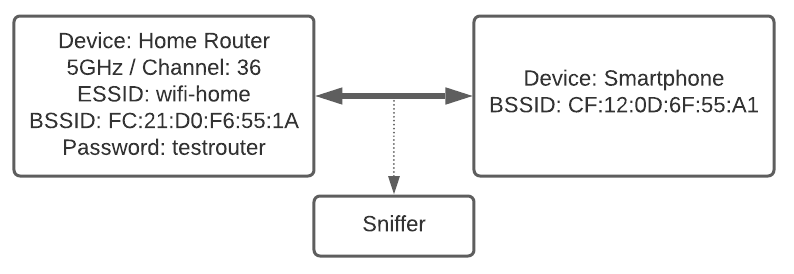 Device: Home Router
5GHz / Channel: 36
ESSID: wifi-home
BSSID: FC:21:D0:F6:55:1A
Password: testrouter
Device: Smartphone
BSSID: CF:12:0D:6F:55:A1
Sniffer